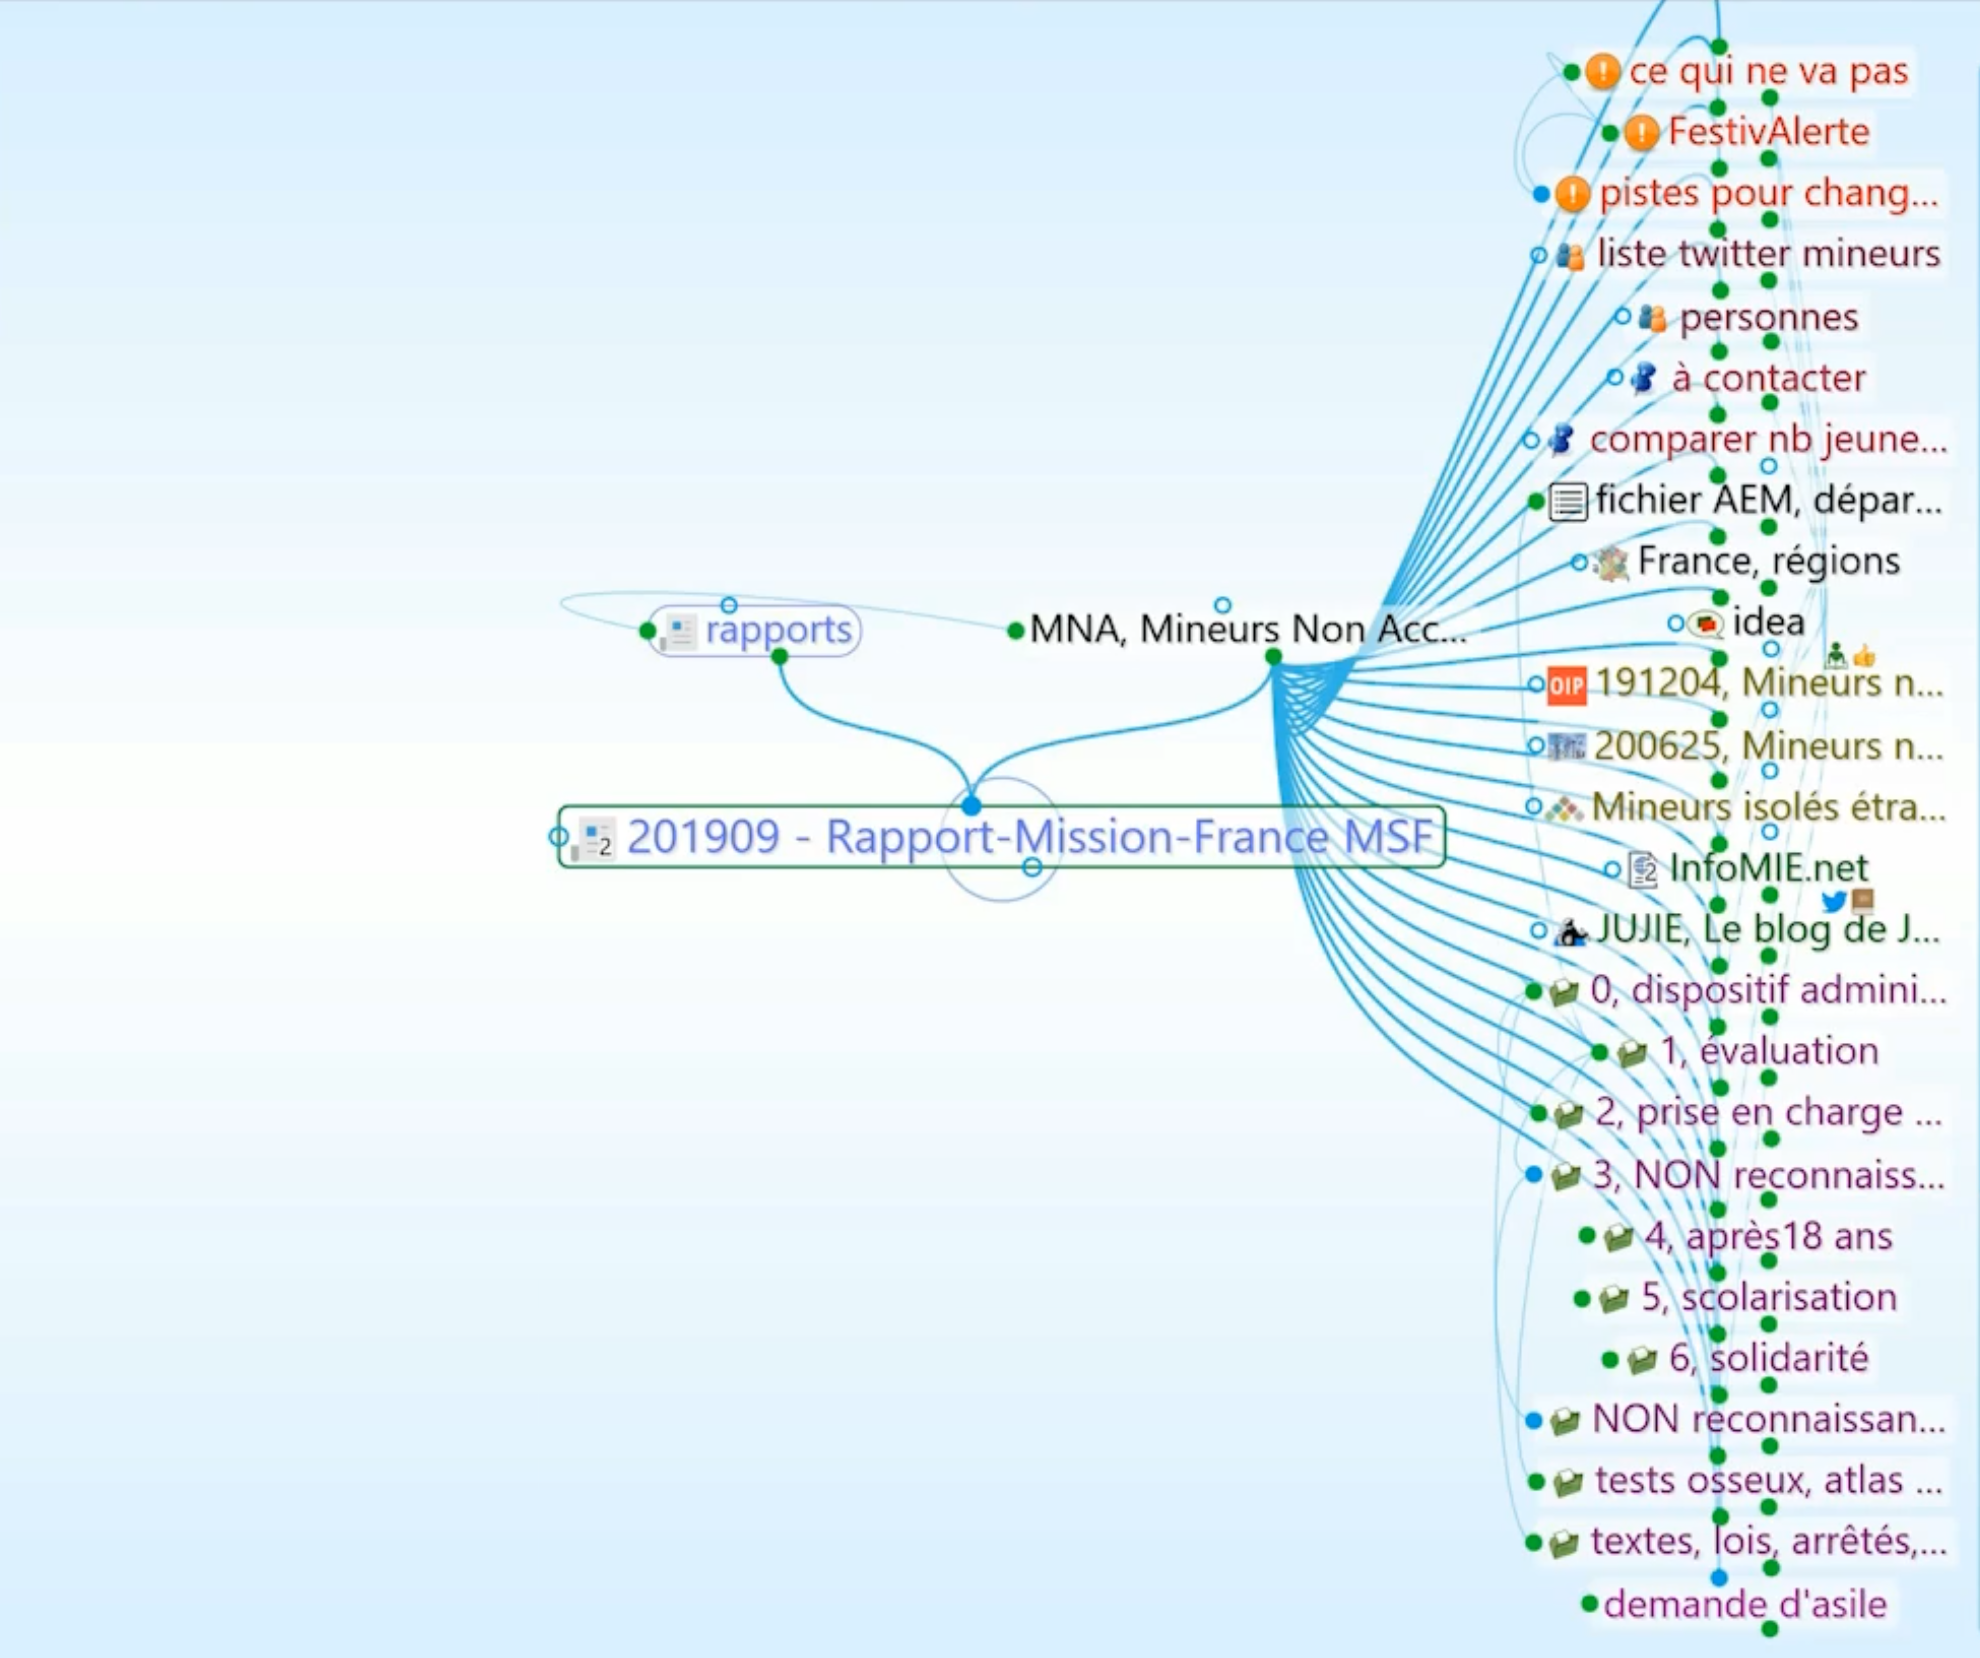 ce qui ne va pas
FestivAlerte
pistes pour chang...
liste twitter mineurs
personnes
à contacter
comparer nb jeune...
fichier AEM, dépar...
France, régions
rapports
MNA, Mineurs Non Acc...
idea
OIP 191204, Mineurs n...
200625, Mineurs n...
Mineurs isolés étra...
2 201909 - Rapport-Mission-France MSF
2 InfoMIE.net
JUJIE, Le blog de J...
0, dispositif admini...
1, évaluation
2, prise en charge ...
3, NON reconnaiss...
4, après18 ans
5, scolarisation
6, solidarité
NON reconnaissan...
tests osseux, atlas ...
textes, lois, arrêtés,...
demande d'asile